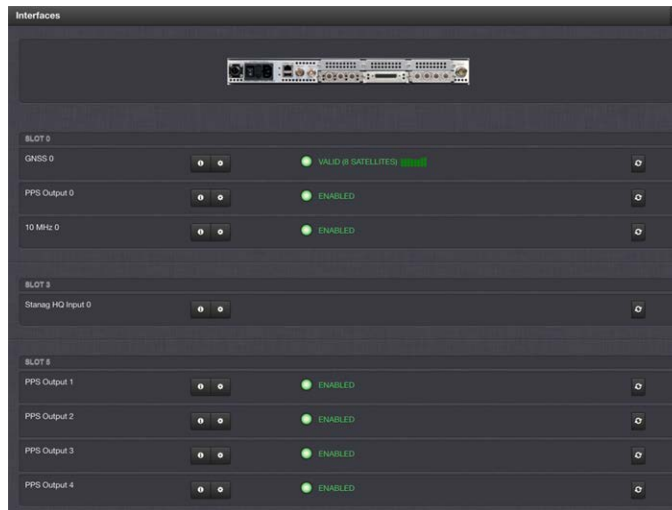 Interfaces
SLOT 0
GNSS 0
VALID (8 SATELLITES)
PPS Output 0
ENABLED
10 MHz 0
ENABLED
SLOT 3
Stanag HQ Input 0
SLOT 5
PPS Output 1
ENABLED
PPS Output 2
ENABLED
PPS Output 3
ENABLED
PPS Output 4
ENABLED